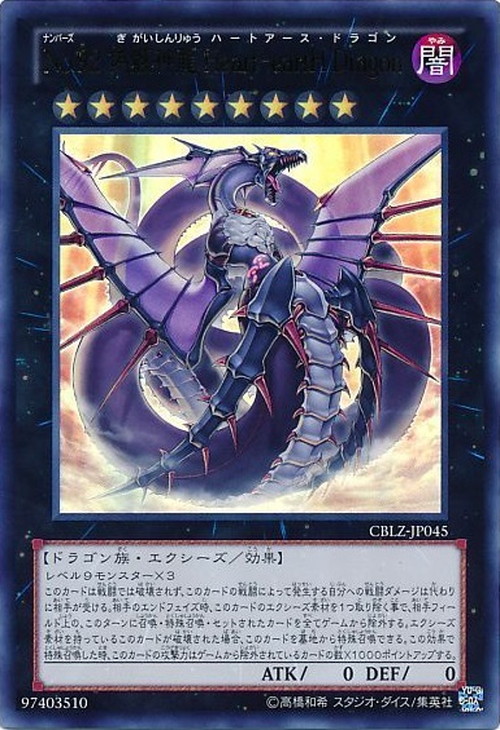 ナンバーズ ぎがいしんりゅう ハートアース・ドラゴン
Heart-eartH Dragon
やみ
闇
CBLZ-JP045
【ドラゴン族・エクシーズ／効果】
レベル9モンスター×3
このカードは戦闘では破壊されず、このカードの戦闘によって発生する自分への戦闘ダメージは代わり
に相手が受ける。相手のエンドフェイズ時、このカードのエクシーズ素材を1つ取り除く事で、相手フィール
ド上の、このターンに召喚・特殊召喚・セットされたカードを全てゲームから除外する。エクシーズ
素材を持っているこのカードが破壊された場合、このカードを墓地から特殊召喚できる。この効果で
特殊召喚した時、このカードの攻撃力はゲームから除外されているカードの数×1000ポイントアップする。
ATK/ 0 DEF/ 0
97403510
©高橋和希 スタジオ・ダイス/集英社